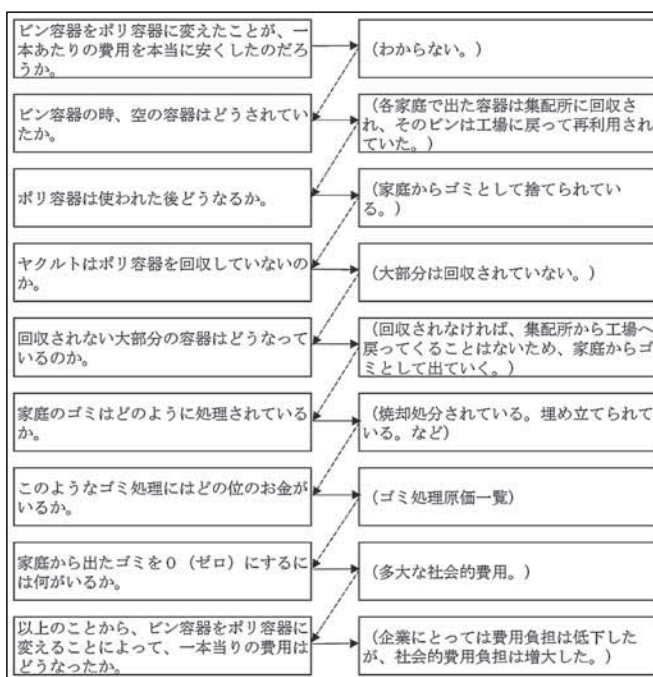 ビン容器をポリ容器に変えたことが、一
本あたりの費用を本当に安くしたのだろ
うか。
（わからない。）
ビン容器の時、空の容器はどうされてい
たか。
（各家庭で出た容器は集配所に回収さ
れ、そのビンは工場に戻って再利用され
ていた。）
ポリ容器は使われた後どうなるか。
（家庭からゴミとして捨てられてい
る。）
ヤクルトはポリ容器を回収していないの
か。
（大部分は回収されていない。）
回収されない大部分の容器はどうなって
いるのか。
（回収されなければ、集配所から工場へ
戻ってくることはないため、家庭からゴ
ミとして出ていく。）
家庭のゴミはどのように処理されている
か。
（焼却処分されている。埋め立てられて
いる。など）
このようなゴミ処理にはどの位のお金が
いるか。
（ゴミ処理原価一覧）
家庭から出たゴミを０（ゼロ）にするに
は何がいるか。
（多大な社会的費用。）
以上のことから、ビン容器をポリ容器に
変えることによって、一本当りの費用は
どうなったか。
（企業にとっては費用負担は低下した
が、社会的費用負担は増大した。）